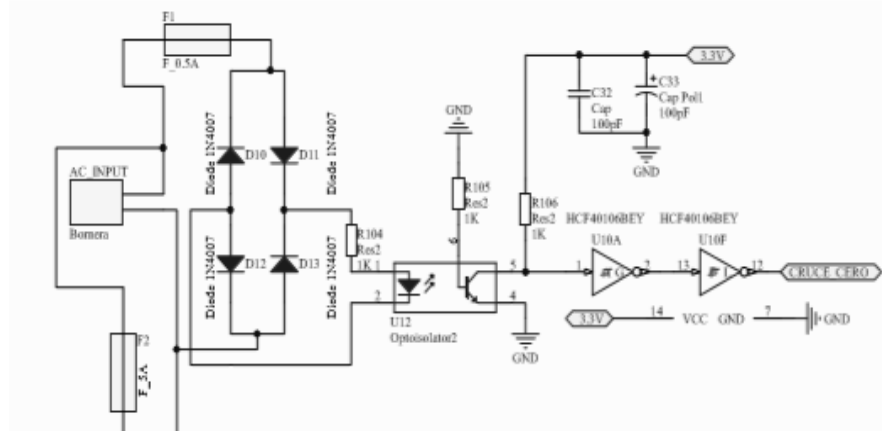 F1
F_0.5A
Diode 1N4007
D10
D11
Diode 1N4007
AC_INPUT
Bornera
Diode 1N4007
D12
D13
Diode 1N4007
F2
F_5A
R104
Res2
1K
1
2
U12
Optoisolator2
GND
R105
Res2
1K
6
5
4
GND
R106
Res2
1K
C32
Cap
100pF
C33
Cap Pol1
100pF
3.3V
GND
HCF40106BEY
HCF40106BEY
U10A
U10F
1
2
13
12
CRUCE_CERO
3.3V
14
VCC
GND
7
GND